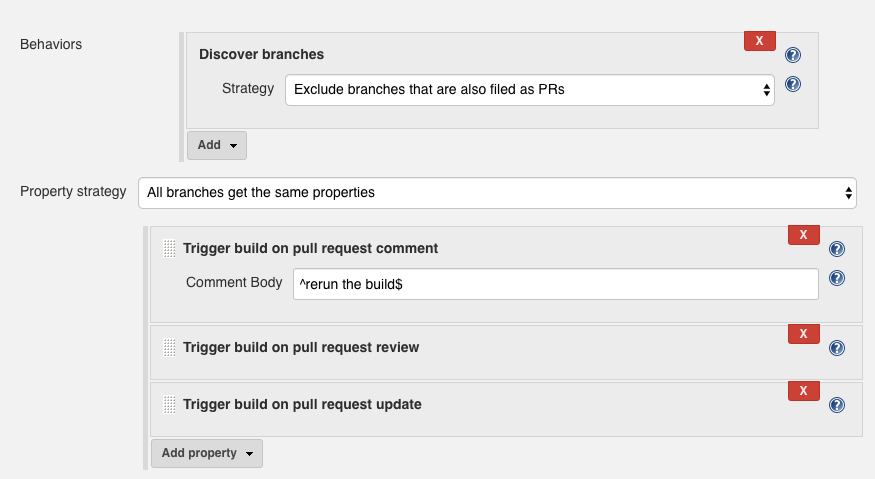 Behaviors
X
Discover branches
?
Strategy
Exclude branches that are also filed as PRs
?
Add
Property strategy
All branches get the same properties
X
Trigger build on pull request comment
?
Comment Body
^rerun the build$
?
X
Trigger build on pull request review
?
X
Trigger build on pull request update
?
Add property